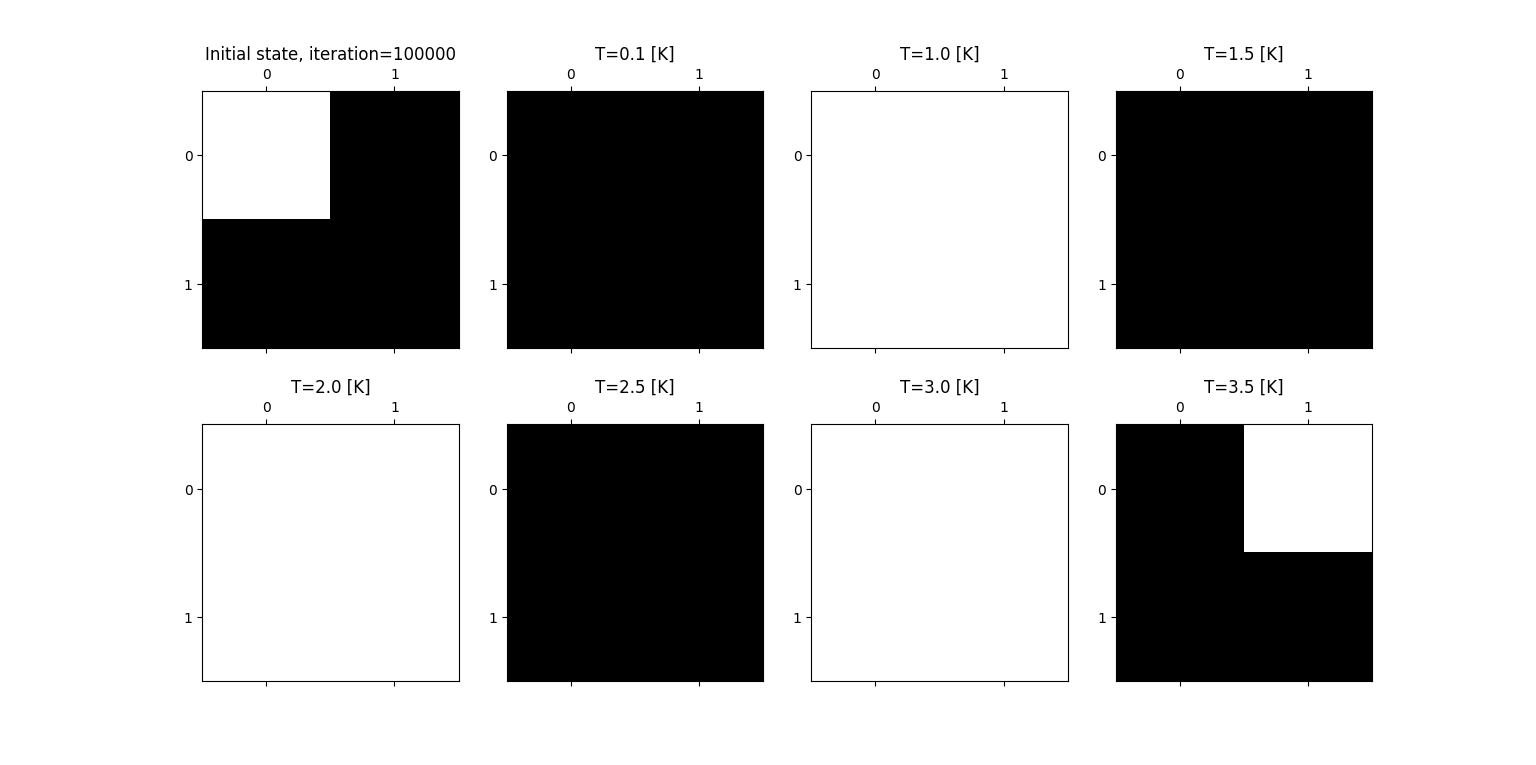 Initial state, iteration=100000 T=0.1 [K] T=1.0 [K] T=1.5 [K]
0 1 0 1 0 1 0 1
0 0 0 0
1 1 1 1
T=2.0 [K] T=2.5 [K] T=3.0 [K] T=3.5 [K]
0 1 0 1 0 1 0 1
0 0 0 0
1 1 1 1